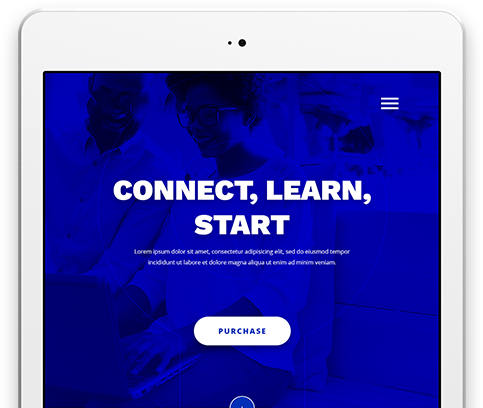 CONNECT, LEARN,
START
Lorem ipsum dolor sit amet, consectetur adipisicing elit, sed do eiusmod tempor
incididunt ut labore et dolore magna aliqua ut enim ad minim veniam.
PURCHASE